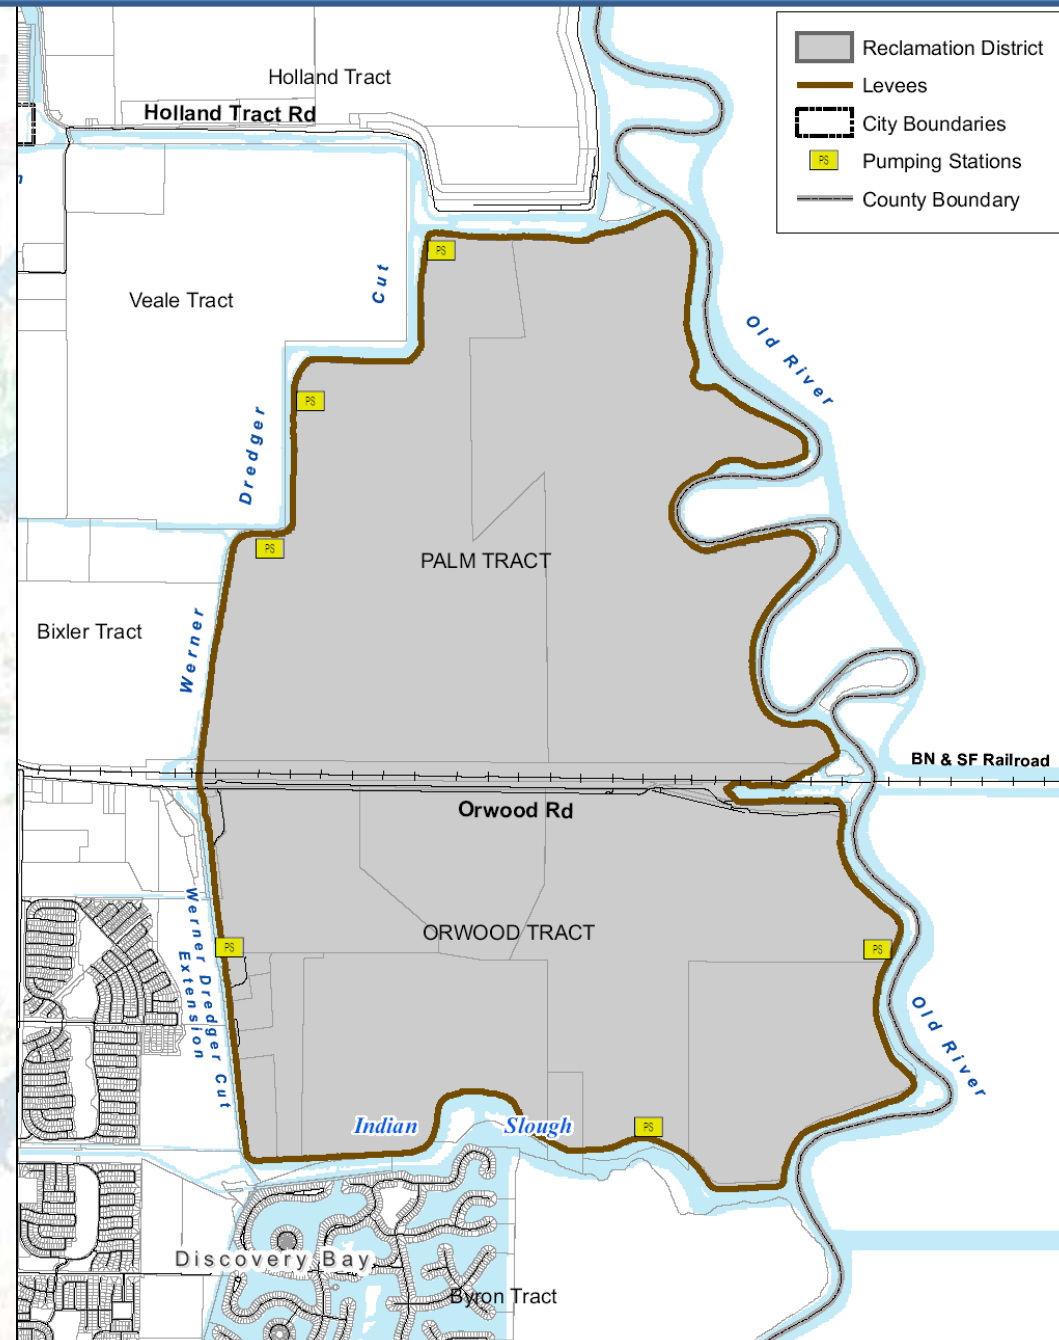 Reclamation District
Levees
City Boundaries
PS
Pumping Stations
County Boundary
Holland Tract
Holland Tract Rd
PS
Cut
Veale Tract
Old River
PS
Dredger
PS
PALM TRACT
Bixler Tract
Werner
BN & SF Railroad
Orwood Rd
Werner Dredger Cut
Extension
ORWOOD TRACT
PS
PS
Old River
Indian Slough
PS
Discovery Bay
Byron Tract